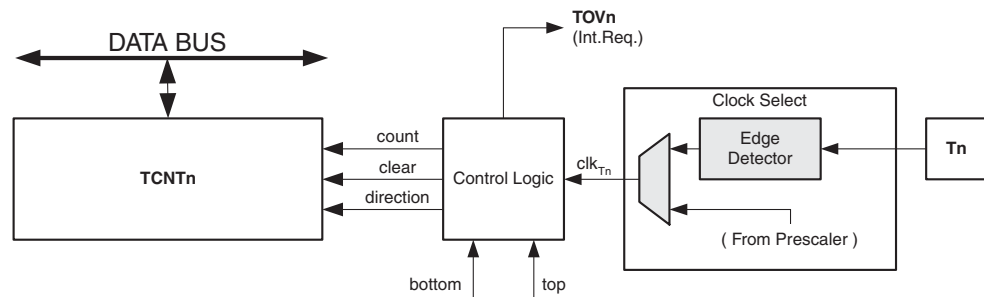 TOVn
(Int.Req.)
DATA BUS
Clock Select
count
Edge
Detector
Tn
TCNTn
clear
Control Logic
clkTn
direction
( From Prescaler )
bottom
top